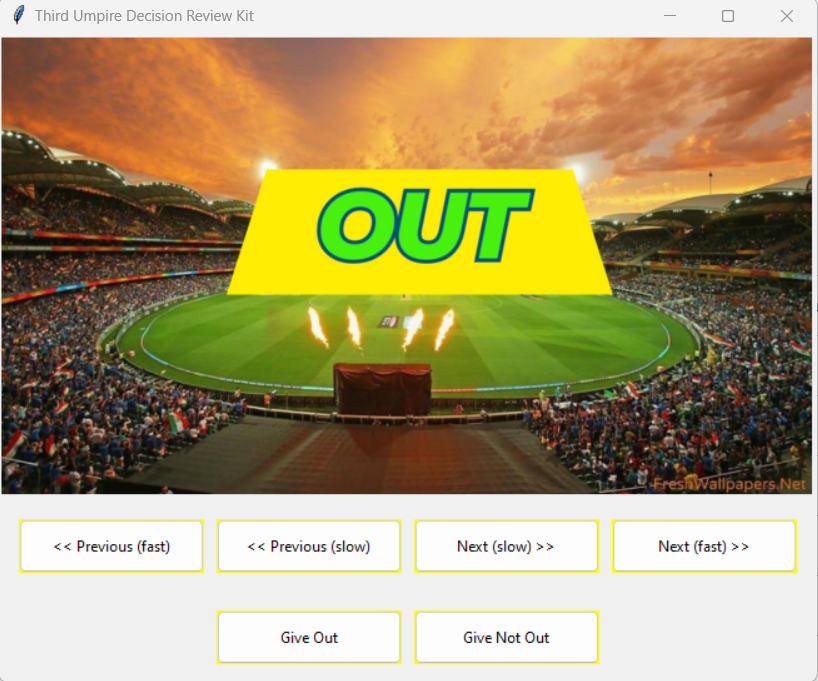 Third Umpire Decision Review Kit
OUT
FreshWallpapers.Net
<< Previous (fast)
<< Previous (slow)
Next (slow) >>
Next (fast) >>
Give Out
Give Not Out